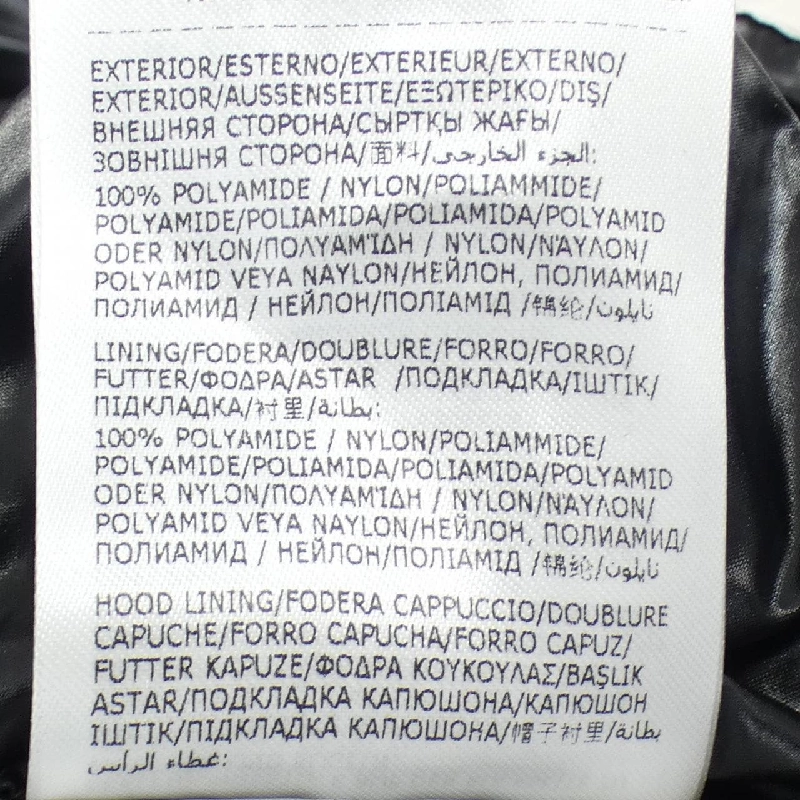 EXTERIOR/ESTERNO/EXTERIEUR/EXTERNO/
EXTERIOR/AUSSENSEITE/ΕΞΩΤΕΡΙΚΟ/DIŞ/
ВНЕШНЯЯ СТОРОНА/СЫРТҚЫ ЖАҒЫ/
ЗОВНІШНЯ СТОРОНА/面料/الجزء الخارجي:
100% POLYAMIDE / NYLON/POLIAMMIDE/
POLYAMIDE/POLIAMIDA/POLIAMIDA/POLYAMID
ODER NYLON/ΠΟΛΥΑΜΊΔΗ / NYLON/ΝΆΥΛΟΝ/
POLYAMID VEYA NAYLON/НЕЙЛОН, ПОЛИАМИД/
ПОЛИАМИД / НЕЙЛОН/ПОЛІАМІД /锦纶/نايلون
LINING/FODERA/DOUBLURE/FORRO/FORRO/
FUTTER/ΦΟΔΡΑ/ASTAR /ПОДКЛАДКА/ІШТІК/
ПІДКЛАДКА/衬里/بطانة:
100% POLYAMIDE / NYLON/POLIAMMIDE/
POLYAMIDE/POLIAMIDA/POLIAMIDA/POLYAMID
ODER NYLON/ΠΟΛΥΑΜΊΔΗ / NYLON/ΝΆΥΛΟΝ/
POLYAMID VEYA NAYLON/НЕЙЛОН, ПОЛИАМИД/
ПОЛИАМИД / НЕЙЛОН/ПОЛІАМІД /锦纶/نايلون
HOOD LINING/FODERA CAPPUCCIO/DOUBLURE
CAPUCHE/FORRO CAPUCHA/FORRO CAPUZ/
FUTTER KAPUZE/ΦΟΔΡΑ ΚΟΥΚΟΥΛΑΣ/BAŞLIK
ASTAR/ПОДКЛАДКА КАПЮШОНА/КАПЮШОН
ІШТІК/ПІДКЛАДКА КАПЮШОНА/帽子衬里/بطانة
غطاء الرأس: